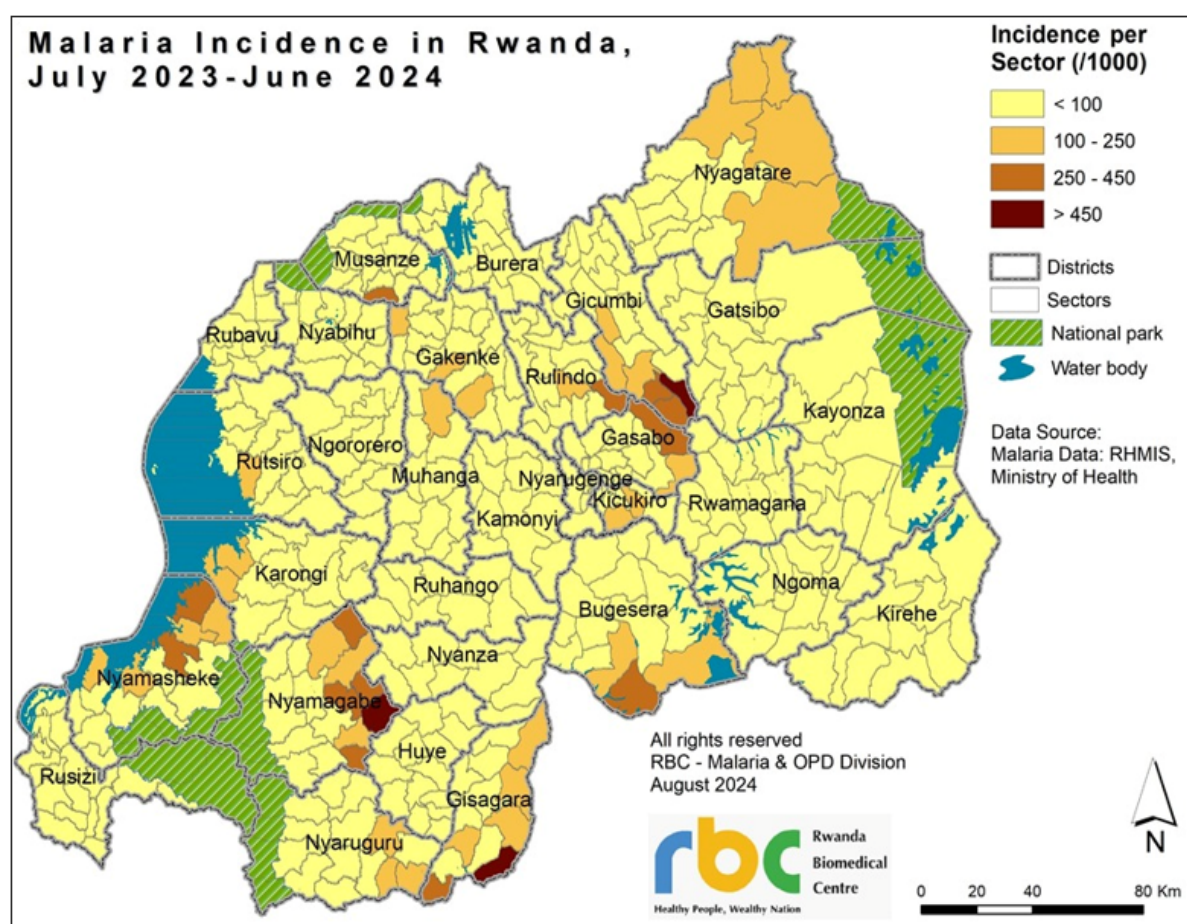 Malaria Incidence in Rwanda,
July 2023-June 2024
Incidence per
Sector (/1000)
< 100
100 - 250
250 - 450
> 450
Districts
Sectors
National park
Water body
Data Source:
Malaria Data: RHMIS,
Ministry of Health
Nyagatare
Musanze
Burera
Gicumbi
Gatsibo
Rubavu
Nyabihu
Gakenke
Rulindo
Kayonza
Gasabo
Ngororero
Rutsiro
Muhanga
Nyarugenge
Kicukiro
Rwamagana
Kamonyi
Karongi
Ruhango
Bugesera
Ngoma
Kirehe
Nyanza
Nyamasheke
Nyamagabe
Huye
Rusizi
Gisagara
Nyaruguru
All rights reserved
RBC - Malaria & OPD Division
August 2024
rbc
Rwanda
Biomedical
Centre
Healthy People, Wealthy Nation
N
0 20 40 80 Km